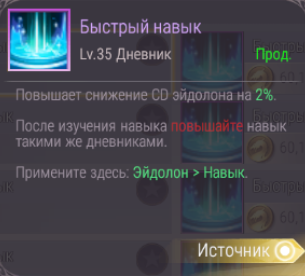 Быстрый навык
Lv.35 Дневник Прод.
Повышает снижение CD эйдолона на 2%.
После изучения навыка повышайте навык
такими же дневниками.
Примените здесь: Эйдолон > Навык.
Источник